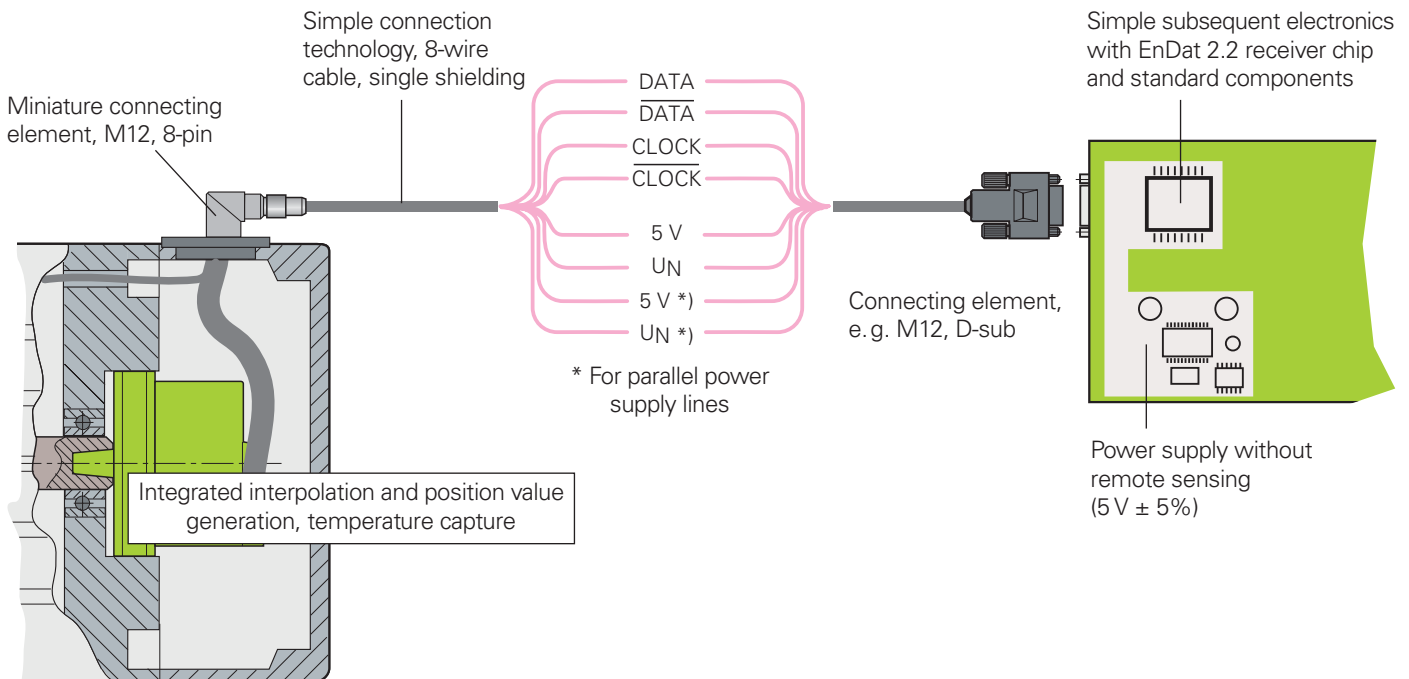 Simple connection
technology, 8-wire
cable, single shielding
Miniature connecting
element, M12, 8-pin
DATA
D̅A̅T̅A̅
CLOCK
C̅L̅O̅C̅K̅
5 V
UN
5 V *)
UN *)
* For parallel power
supply lines
Simple subsequent electronics
with EnDat 2.2 receiver chip
and standard components
Connecting element,
e.g. M12, D-sub
Power supply without
remote sensing
(5 V ± 5%)
Integrated interpolation and position value
generation, temperature capture